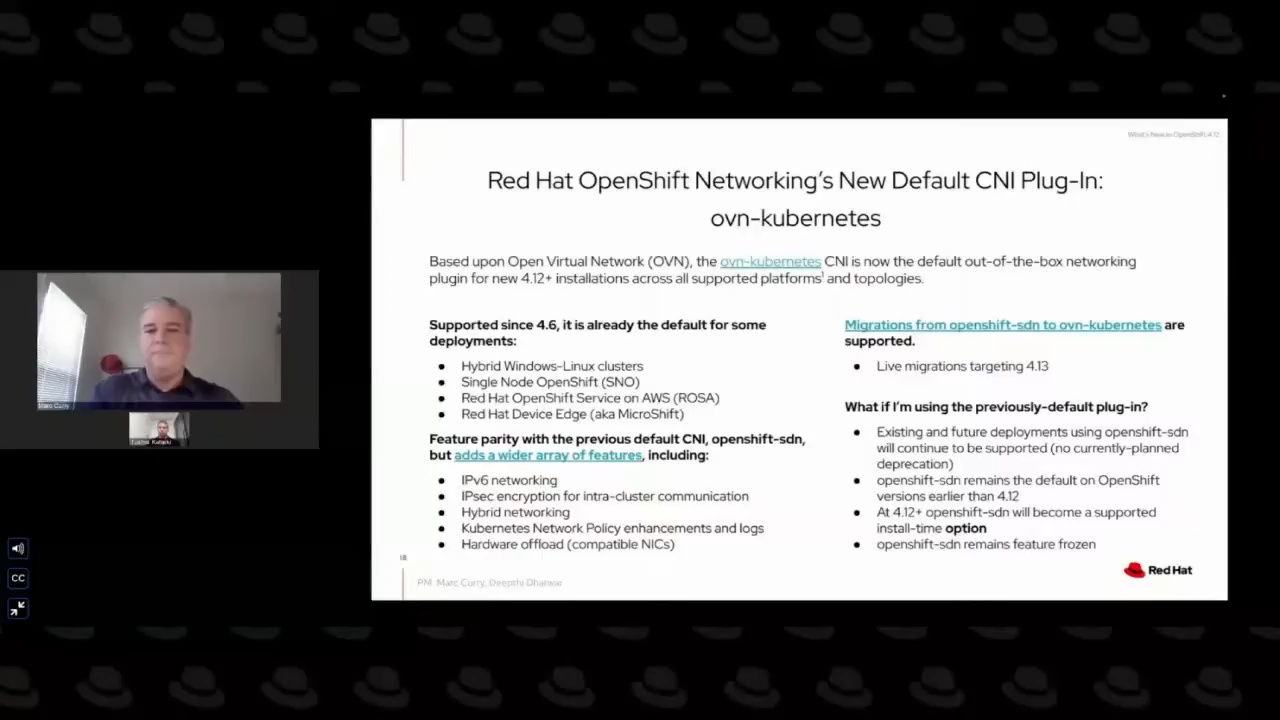 What's New in OpenShift 4.12
Red Hat OpenShift Networking's New Default CNI Plug-In:
ovn-kubernetes
Based upon Open Virtual Network (OVN), the ovn-kubernetes CNI is now the default out-of-the-box networking
plugin for new 4.12+ installations across all supported platforms¹ and topologies.
Supported since 4.6, it is already the default for some
deployments:
● Hybrid Windows-Linux clusters
● Single Node OpenShift (SNO)
● Red Hat OpenShift Service on AWS (ROSA)
● Red Hat Device Edge (aka MicroShift)
Feature parity with the previous default CNI, openshift-sdn,
but adds a wider array of features, including:
● IPv6 networking
● IPsec encryption for intra-cluster communication
● Hybrid networking
● Kubernetes Network Policy enhancements and logs
● Hardware offload (compatible NICs)
Migrations from openshift-sdn to ovn-kubernetes are
supported.
● Live migrations targeting 4.13
What if I'm using the previously-default plug-in?
● Existing and future deployments using openshift-sdn
will continue to be supported (no currently-planned
deprecation)
● openshift-sdn remains the default on OpenShift
versions earlier than 4.12
● At 4.12+ openshift-sdn will become a supported
install-time option
● openshift-sdn remains feature frozen
18
PM: Marc Curry, Deepthi Dharwar
Red Hat
Marc Curry
CC